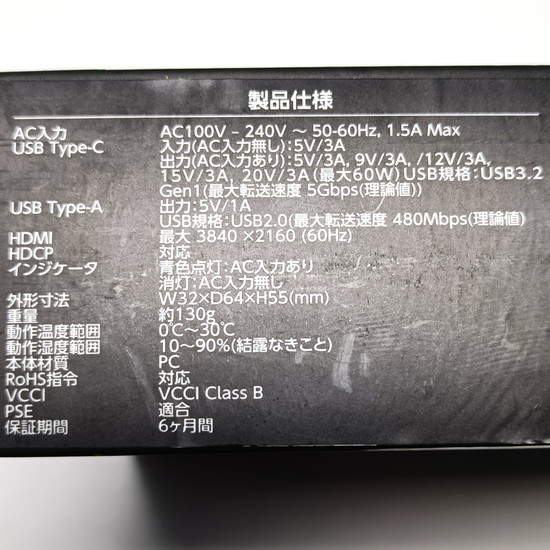 製品仕様
AC入力 AC100V – 240V ～ 50-60Hz, 1.5A Max
USB Type-C 入力(AC入力無し):5V/3A
出力(AC入力あり):5V/3A, 9V/3A, /12V/3A,
15V/3A, 20V/3A(最大60W)USB規格:USB3.2
Gen1(最大転送速度 5Gbps(理論値))
USB Type-A 出力:5V/1A
USB規格:USB2.0(最大転送速度 480Mbps(理論値))
HDMI 最大 3840×2160 (60Hz)
HDCP 対応
インジケータ 青色点灯:AC入力あり
消灯:AC入力無し
外形寸法 W32×D64×H55(mm)
重量 約130g
動作温度範囲 0℃～30℃
動作湿度範囲 10～90%(結露なきこと)
本体材質 PC
RoHS指令 対応
VCCI VCCI Class B
PSE 適合
保証期間 6ヶ月間